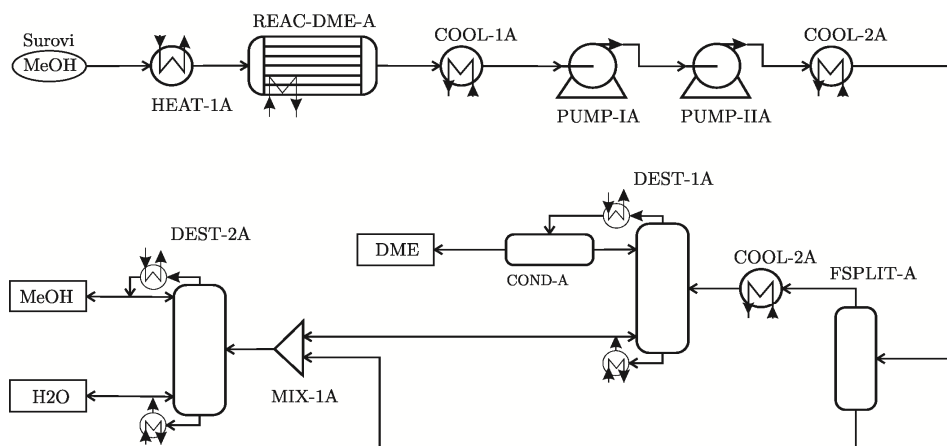 REAC-DME-A
Surovi
MeOH
HEAT-1A
COOL-1A
PUMP-IA
PUMP-IIA
COOL-2A
DEST-1A
DEST-2A
DME
COND-A
COOL-2A
FSPLIT-A
MeOH
H2O
MIX-1A